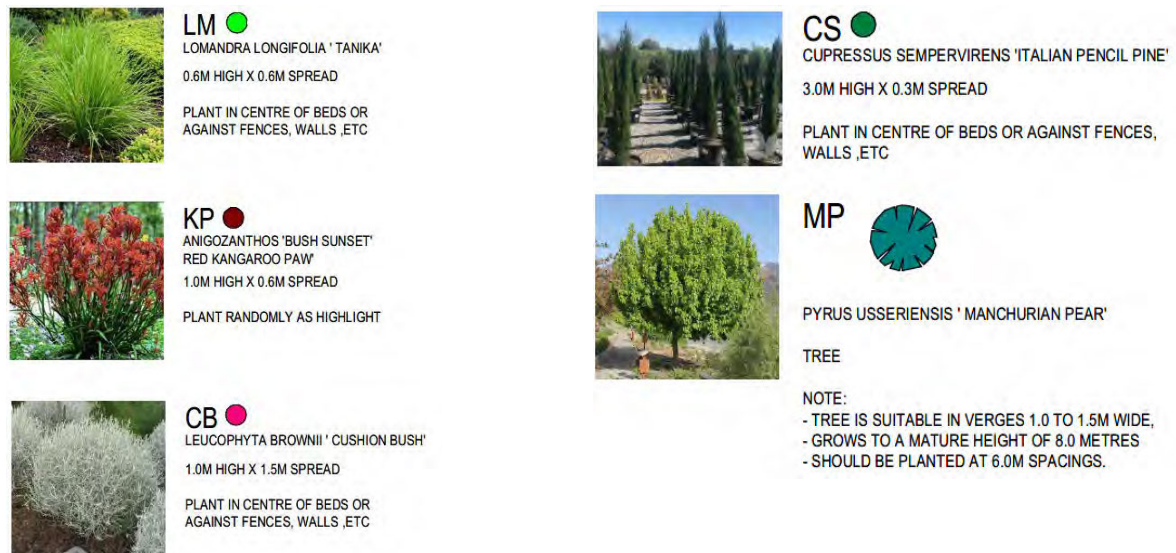 LM
LOMANDRA LONGIFOLIA ' TANIKA'
0.6M HIGH X 0.6M SPREAD
PLANT IN CENTRE OF BEDS OR
AGAINST FENCES, WALLS ,ETC
KP
ANIGOZANTHOS 'BUSH SUNSET'
RED KANGAROO PAW'
1.0M HIGH X 0.6M SPREAD
PLANT RANDOMLY AS HIGHLIGHT
CB
LEUCOPHYTA BROWNII ' CUSHION BUSH'
1.0M HIGH X 1.5M SPREAD
PLANT IN CENTRE OF BEDS OR
AGAINST FENCES, WALLS ,ETC
CS
CUPRESSUS SEMPERVIRENS 'ITALIAN PENCIL PINE'
3.0M HIGH X 0.3M SPREAD
PLANT IN CENTRE OF BEDS OR AGAINST FENCES,
WALLS ,ETC
MP
PYRUS USSERIENSIS ' MANCHURIAN PEAR'
TREE
NOTE:
- TREE IS SUITABLE IN VERGES 1.0 TO 1.5M WIDE,
- GROWS TO A MATURE HEIGHT OF 8.0 METRES
- SHOULD BE PLANTED AT 6.0M SPACINGS.